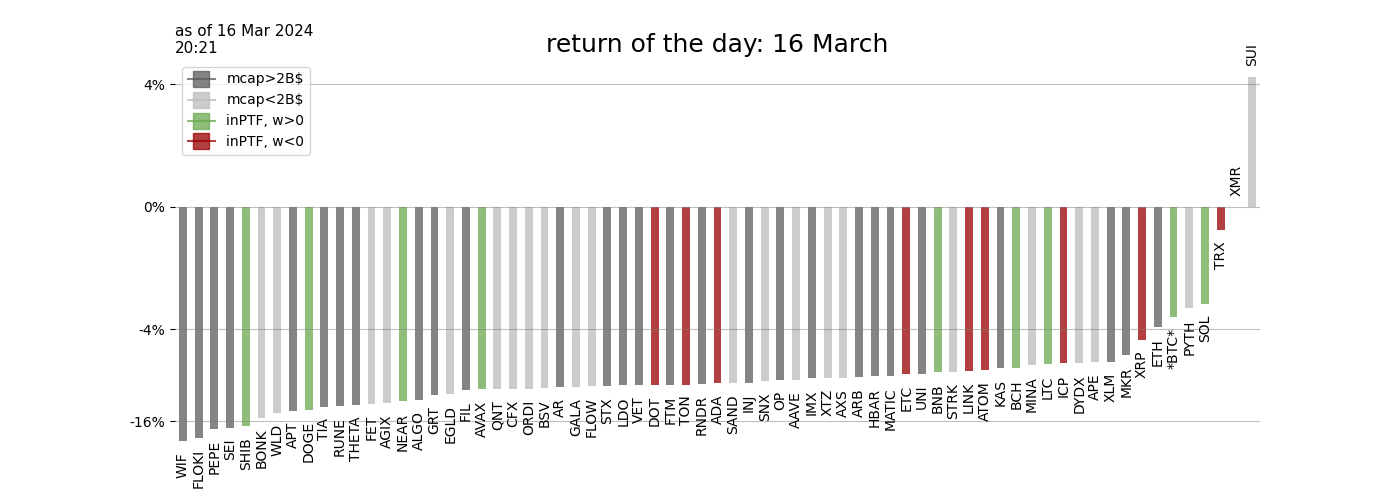 as of 16 Mar 2024
20:21
return of the day: 16 March
mcap>2B$
mcap<2B$
inPTF, w>0
inPTF, w<0
4%
0%
-4%
-16%
WIF
FLOKI
PEPE
SEI
SHIB
BONK
WLD
APT
DOGE
TIA
RUNE
THETA
FET
AGIX
NEAR
ALGO
GRT
EGLD
FIL
AVAX
QNT
CFX
ORDI
BSV
AR
GALA
FLOW
STX
LDO
VET
DOT
FTM
TON
RNDR
ADA
SAND
INJ
SNX
OP
AAVE
IMX
XTZ
AXS
ARB
HBAR
MATIC
ETC
UNI
BNB
STRK
LINK
ATOM
KAS
BCH
MINA
LTC
ICP
DYDX
APE
XLM
MKR
XRP
ETH
*BTC*
PYTH
SOL
TRX
XMR
SUI